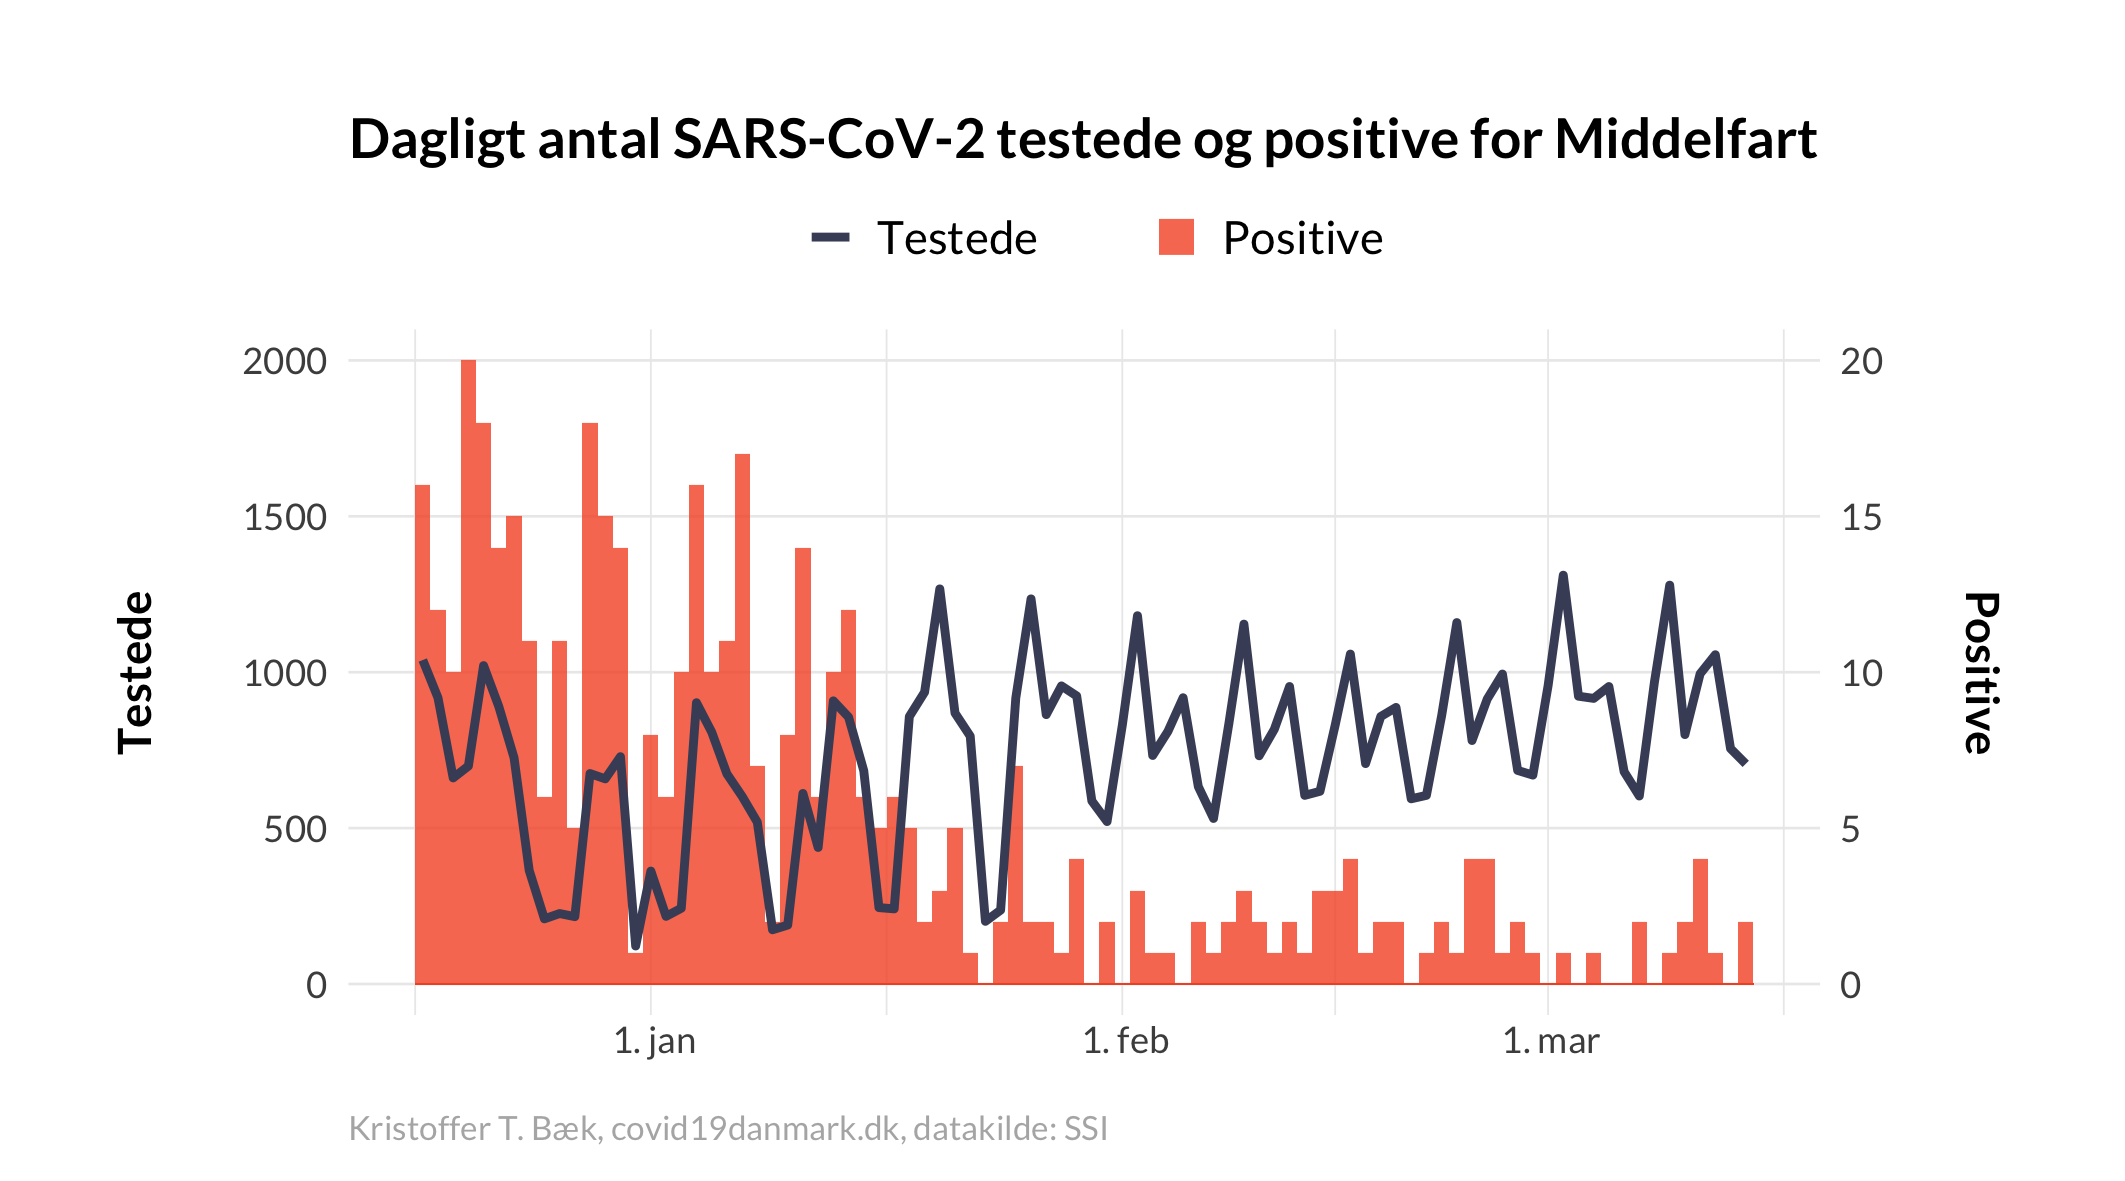 Dagligt antal SARS-CoV-2 testede og positive for Middelfart
Testede Positive
2000 20
1500 15
1000 10
500 5
0 0
Testede
Positive
1. jan 1. feb 1. mar
Kristoffer T. Bæk, covid19danmark.dk, datakilde: SSI